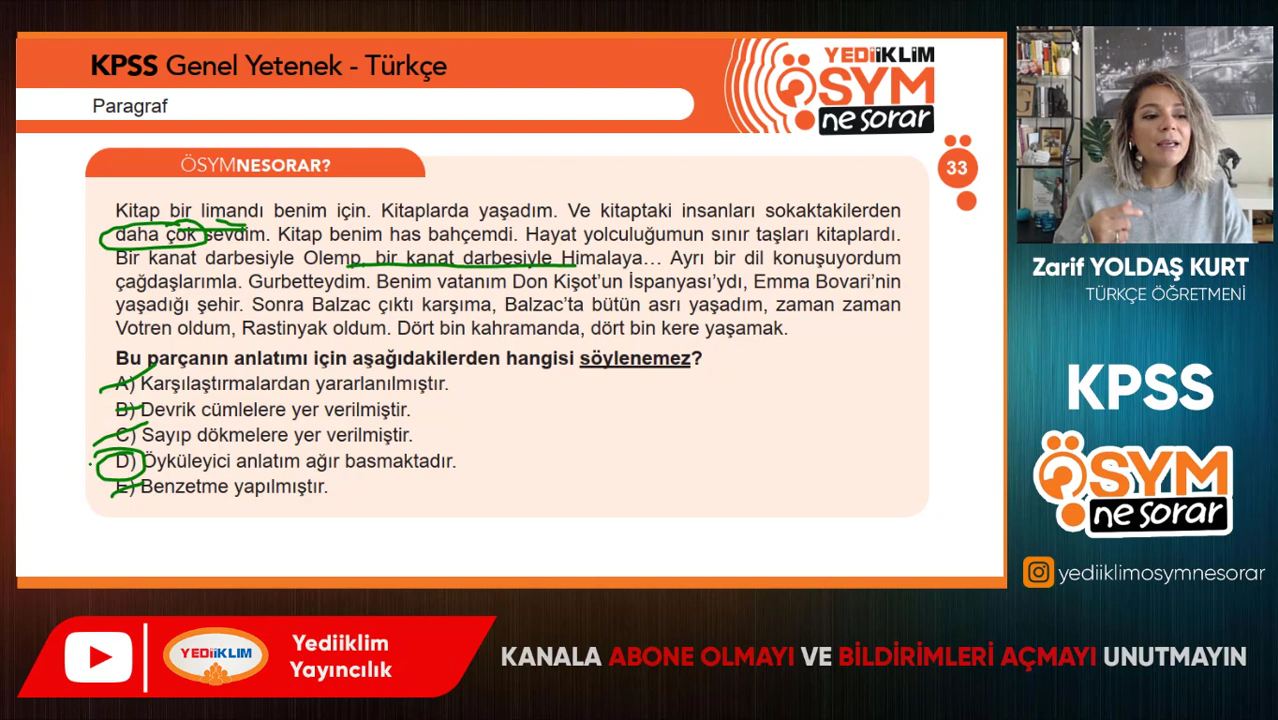 KPSS Genel Yetenek - Türkçe
Paragraf
YEDİİKLİM
ÖSYM
ne sorar
ÖSYMNESORAR?
33
Kitap bir limandı benim için. Kitaplarda yaşadım. Ve kitaptaki insanları sokaktakilerden
daha çok sevdim. Kitap benim has bahçemdi. Hayat yolculuğumun sınır taşları kitaplardı.
Bir kanat darbesiyle Olemp, bir kanat darbesiyle Himalaya… Ayrı bir dil konuşuyordum
çağdaşlarımla. Gurbetteydim. Benim vatanım Don Kişot’un İspanyası’ydı, Emma Bovari’nin
yaşadığı şehir. Sonra Balzac çıktı karşıma, Balzac’ta bütün asrı yaşadım, zaman zaman
Votren oldum, Rastinyak oldum. Dört bin kahramanda, dört bin kere yaşamak.
Bu parçanın anlatımı için aşağıdakilerden hangisi söylenemez?
A) Karşılaştırmalardan yararlanılmıştır.
B) Devrik cümlelere yer verilmiştir.
C) Sayıp dökmelere yer verilmiştir.
D) Öyküleyici anlatım ağır basmaktadır.
E) Benzetme yapılmıştır.
Zarif YOLDAŞ KURT
TÜRKÇE ÖĞRETMENİ
KPSS
ÖSYM
ne sorar
yediiklimosymnesorar
YEDİİKLİM
Yediiklim
Yayıncılık
KANALA ABONE OLMAYI VE BİLDİRİMLERİ AÇMAYI UNUTMAYIN